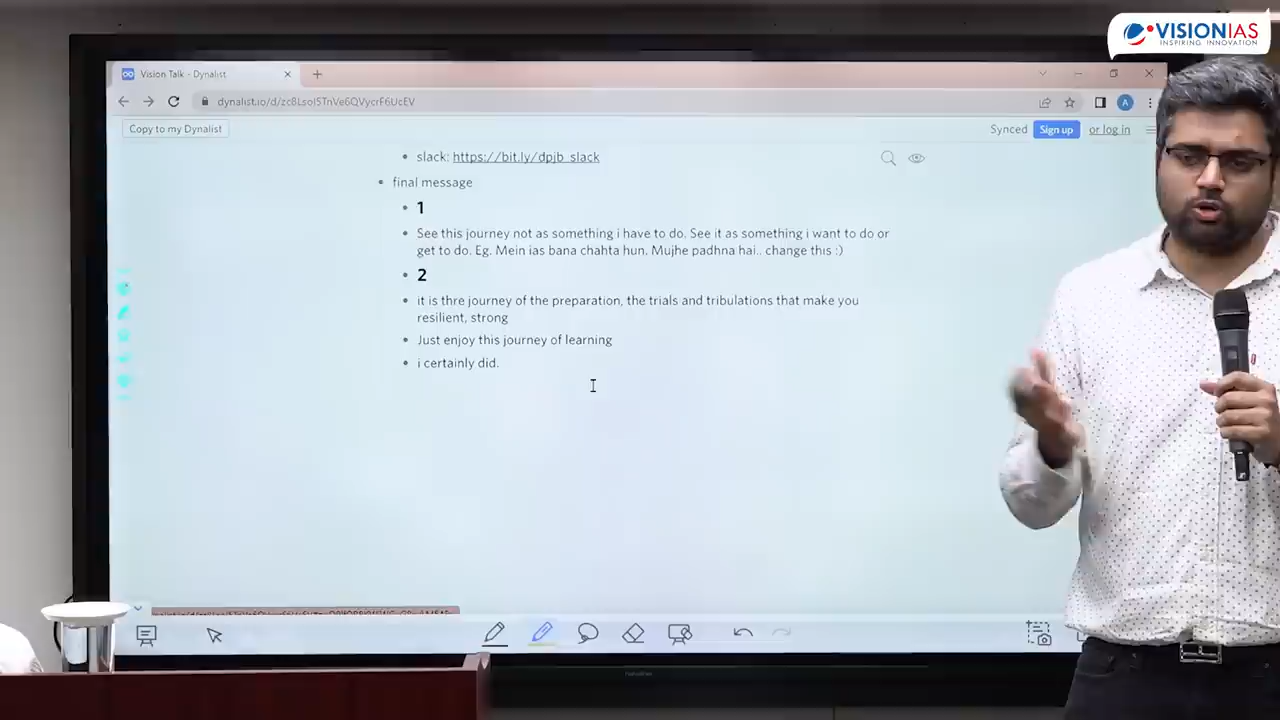 VISIONIAS
INSPIRING INNOVATION
Vision Talk - Dynalist
dynalist.io/d/zc8LsoI5TnVe6QVycrF6UcEV
A
Copy to my Dynalist
Synced
Sign up
or log in
slack: https://bit.ly/dpjb_slack
final message
1
See this journey not as something i have to do. See it as something i want to do or
get to do. Eg. Mein ias bana chahta hun. Mujhe padhna hai.. change this :)
2
it is thre journey of the preparation, the trials and tribulations that make you
resilient, strong
Just enjoy this journey of learning
i certainly did.